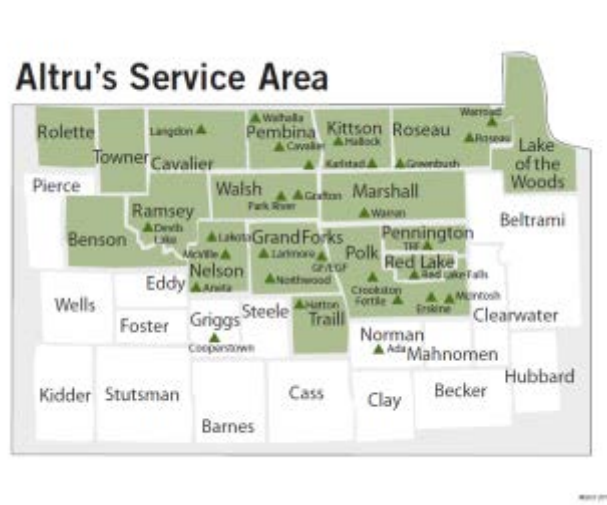 Altru's Service Area
Rolette
Towner
Langdon
Cavalier
Walhalla
Pembina
Cavalier
Kittson
Hallock
Karlstad
Roseau
Warroad
Roseau
Greenbush
Lake
of the
Woods
Pierce
Benson
Ramsey
Devils
Lake
Walsh
Park River
Grafton
Marshall
Warren
Beltrami
Lakota
McVille
Nelson
Aneta
Grand Forks
Larimore
GF/EGF
Northwood
Polk
Pennington
TRF
Red Lake
Red Lake Falls
Crookston
Fertile
Erskine
McIntosh
Clearwater
Wells
Eddy
Foster
Griggs
Cooperstown
Steele
Hatton
Traill
Norman
Ada
Mahnomen
Kidder
Stutsman
Barnes
Cass
Clay
Becker
Hubbard